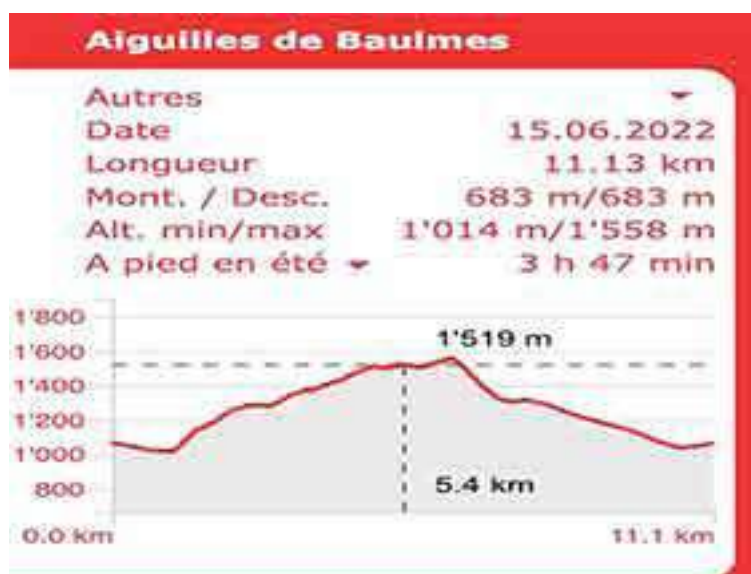 Aiguilles de Baulmes
Autres
Date 15.06.2022
Longueur 11.13 km
Mont. / Desc. 683 m/683 m
Alt. min/max 1'014 m/1'558 m
A pied en été 3 h 47 min
1'800
1'519 m
1'600
1'400
1'200
1'000
800
5.4 km
0.0 km 11.1 km